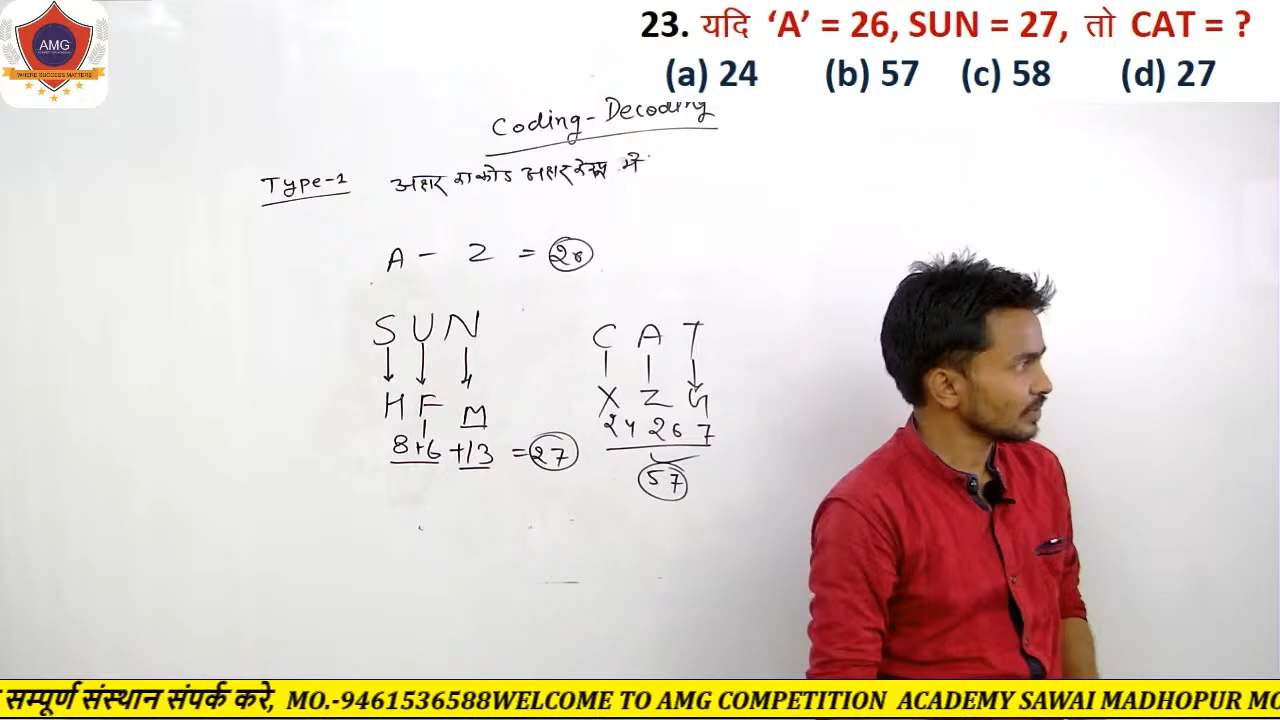 AMG
WHERE SUCCESS MATTERS
23. यदि ‘A’ = 26, SUN = 27, तो CAT = ?
(a) 24 (b) 57 (c) 58 (d) 27
Coding-Decoding
Type-1
A - Z = 26
S U N C A T
H F M X Z G
8+6 +13 = 27 24 26 7
57
सम्पूर्ण संस्थान संपर्क करे, MO.-9461536588WELCOME TO AMG COMPETITION ACADEMY SAWAI MADHOPUR MO